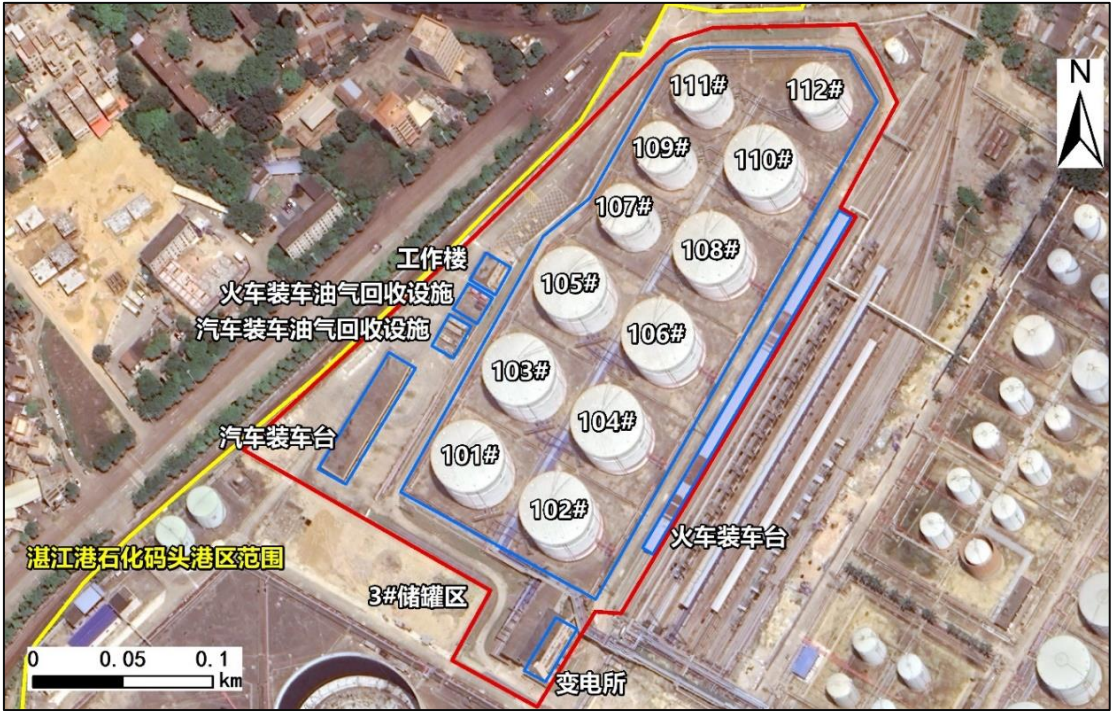 N
111#
112#
109#
110#
107#
108#
工作楼
火车装车油气回收设施
105#
汽车装车油气回收设施
106#
103#
104#
汽车装车台
101#
102#
火车装车台
湛江港石化码头港区范围
3#储罐区
变电所
0 0.05 0.1
km